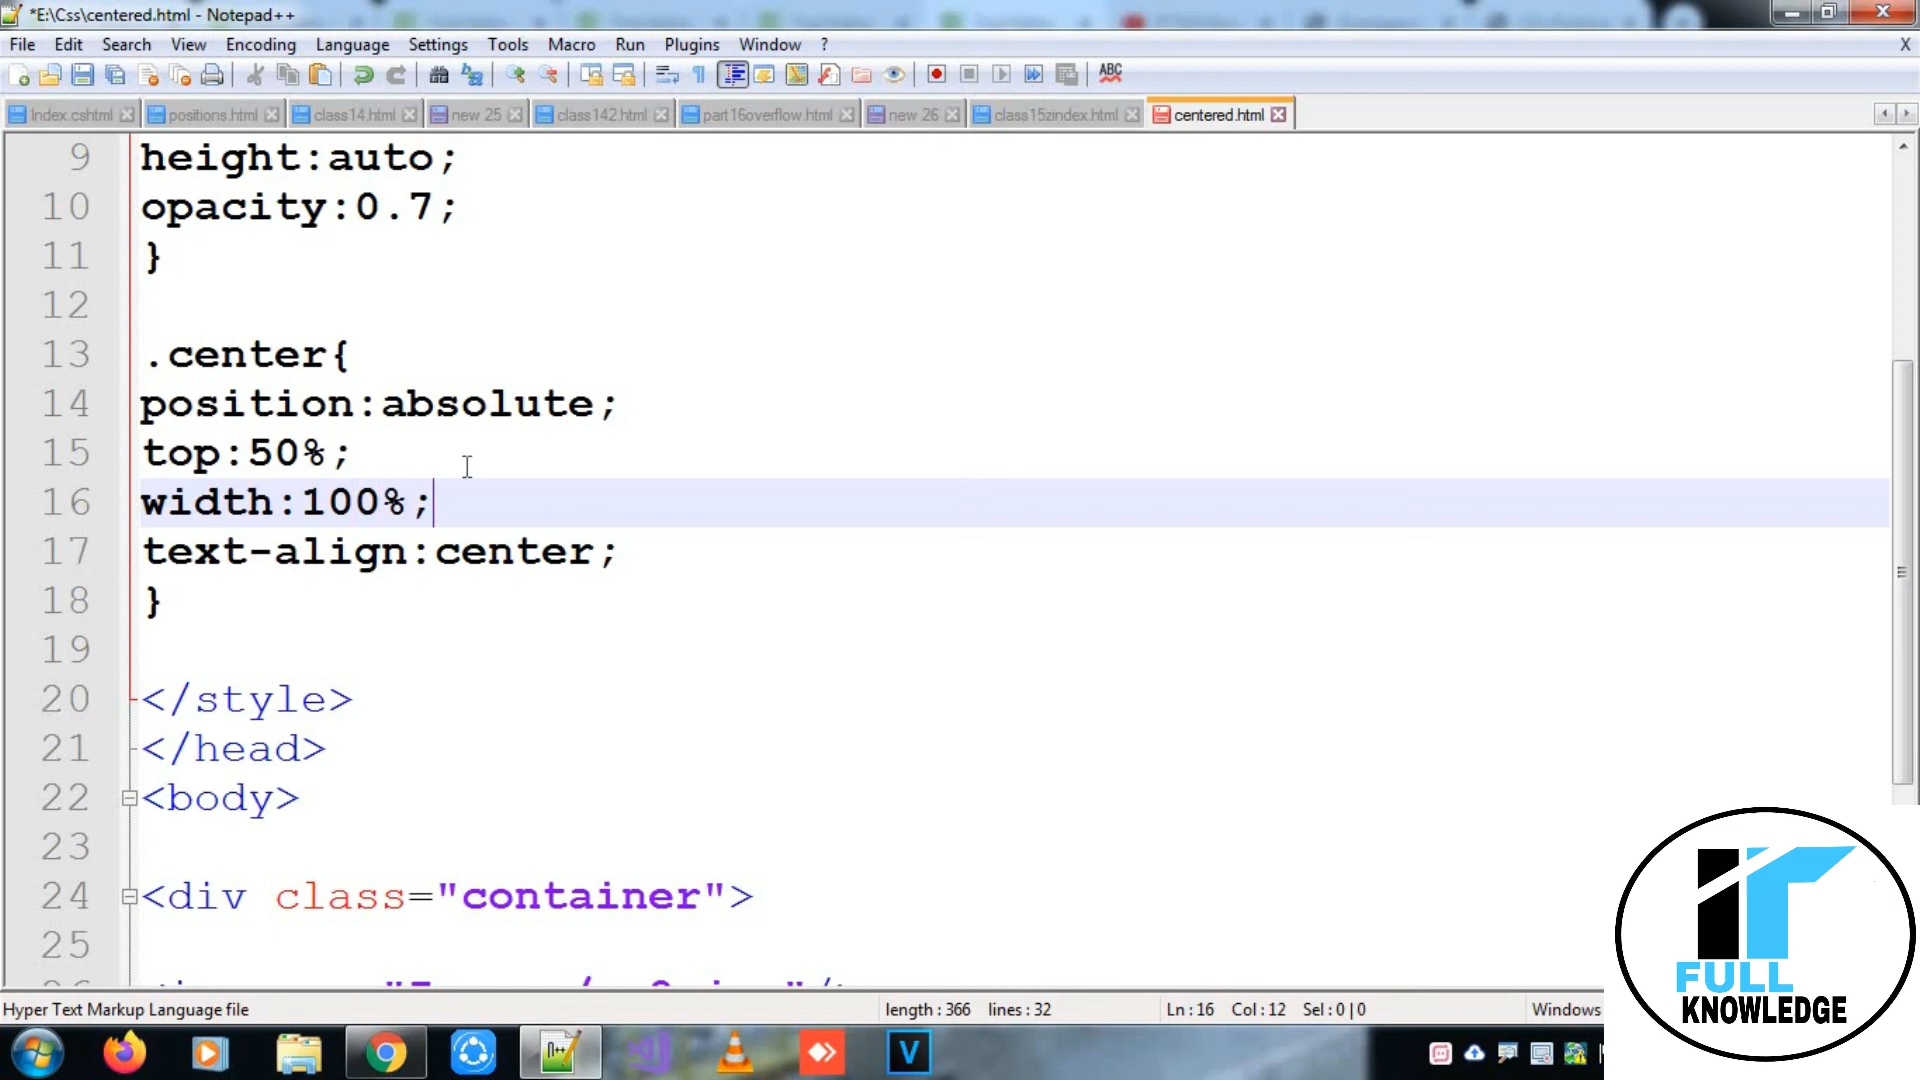 *E:\Css\centered.html - Notepad++
File Edit Search View Encoding Language Settings Tools Macro Run Plugins Window ? X
ABC
Index.cshtml positions.html class14.html new 25 class142.html part16overflow.html new 26 class15zindex.html centered.html
9 height:auto;
10 opacity:0.7;
11 }
12
13 .center{
14 position:absolute;
15 top:50%;
16 width:100%;
17 text-align:center;
18 }
19
20 </style>
21 </head>
22 <body>
23
24 <div class="container">
25
Hyper Text Markup Language file length : 366 lines : 32 Ln : 16 Col : 12 Sel : 0 | 0 Windows
IT
FULL
KNOWLEDGE